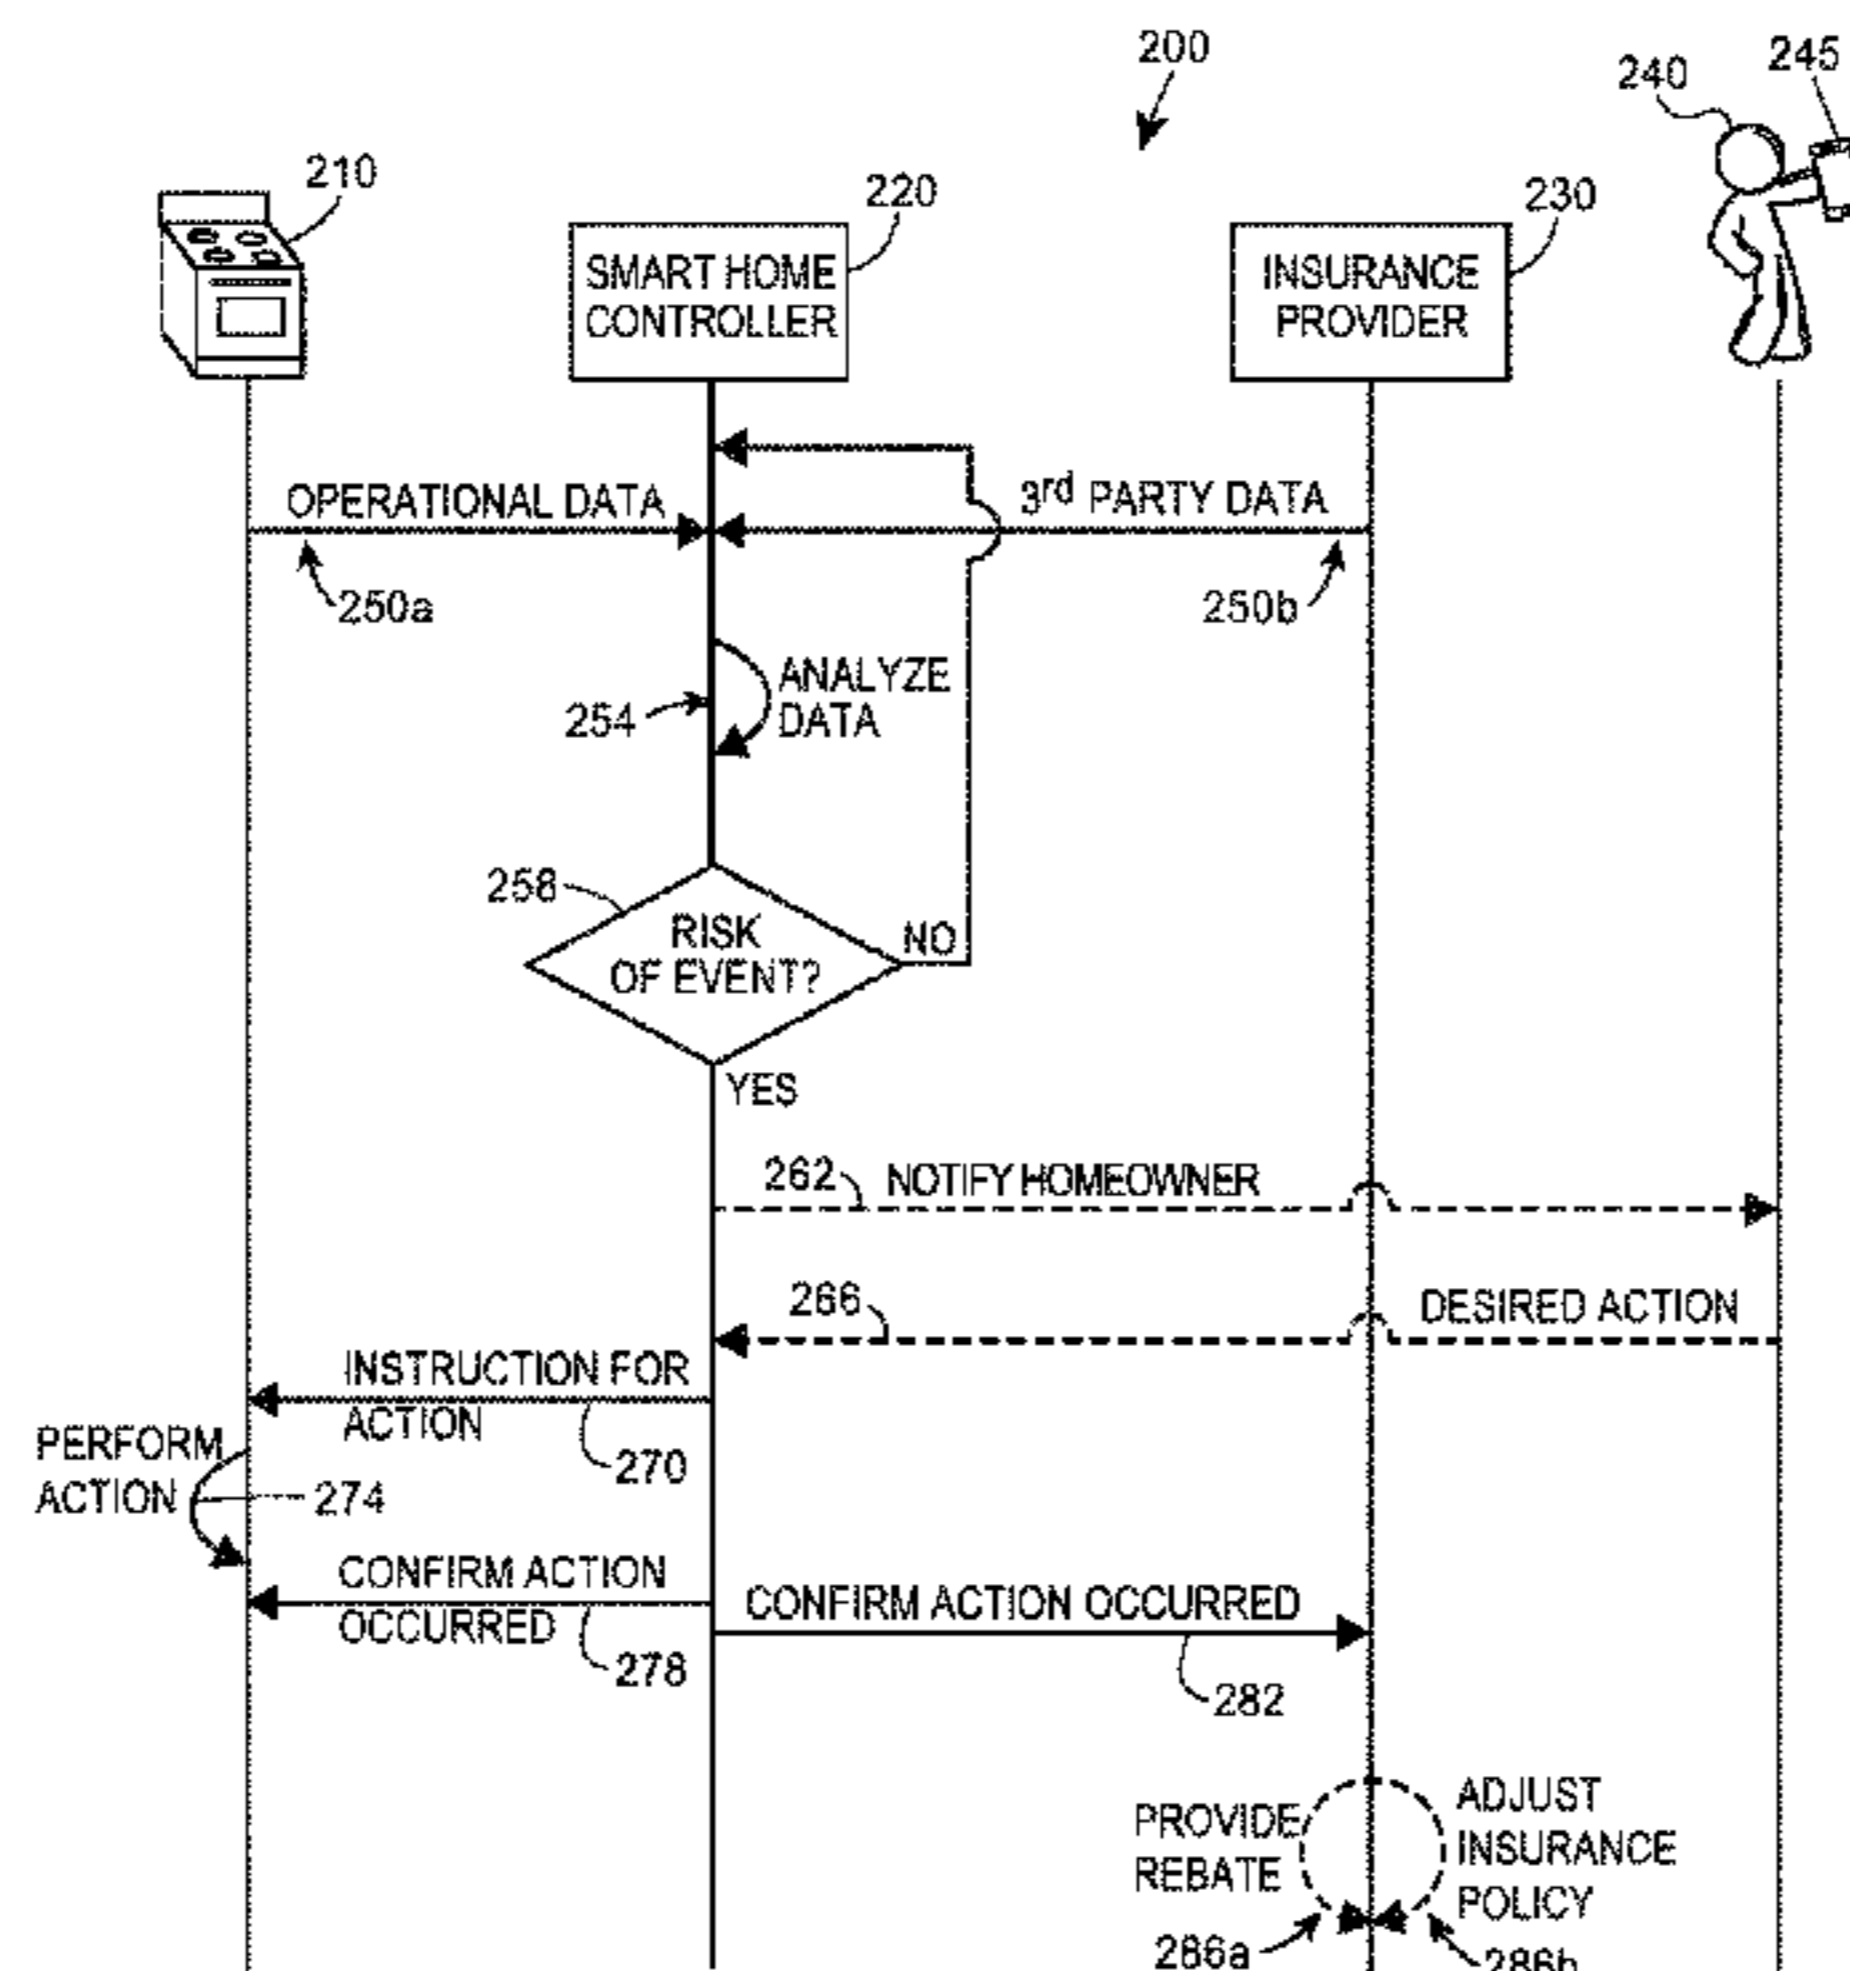 200
240
245
210
220
230
SMART HOME
CONTROLLER
INSURANCE
PROVIDER
OPERATIONAL DATA
3rd PARTY DATA
250a
250b
254
ANALYZE
DATA
258
RISK
OF EVENT?
NO
YES
262
NOTIFY HOMEOWNER
266
DESIRED ACTION
INSTRUCTION FOR
ACTION
270
PERFORM
ACTION
274
CONFIRM ACTION
OCCURRED
278
CONFIRM ACTION OCCURRED
282
PROVIDE
REBATE
ADJUST
INSURANCE
POLICY
286a
286b